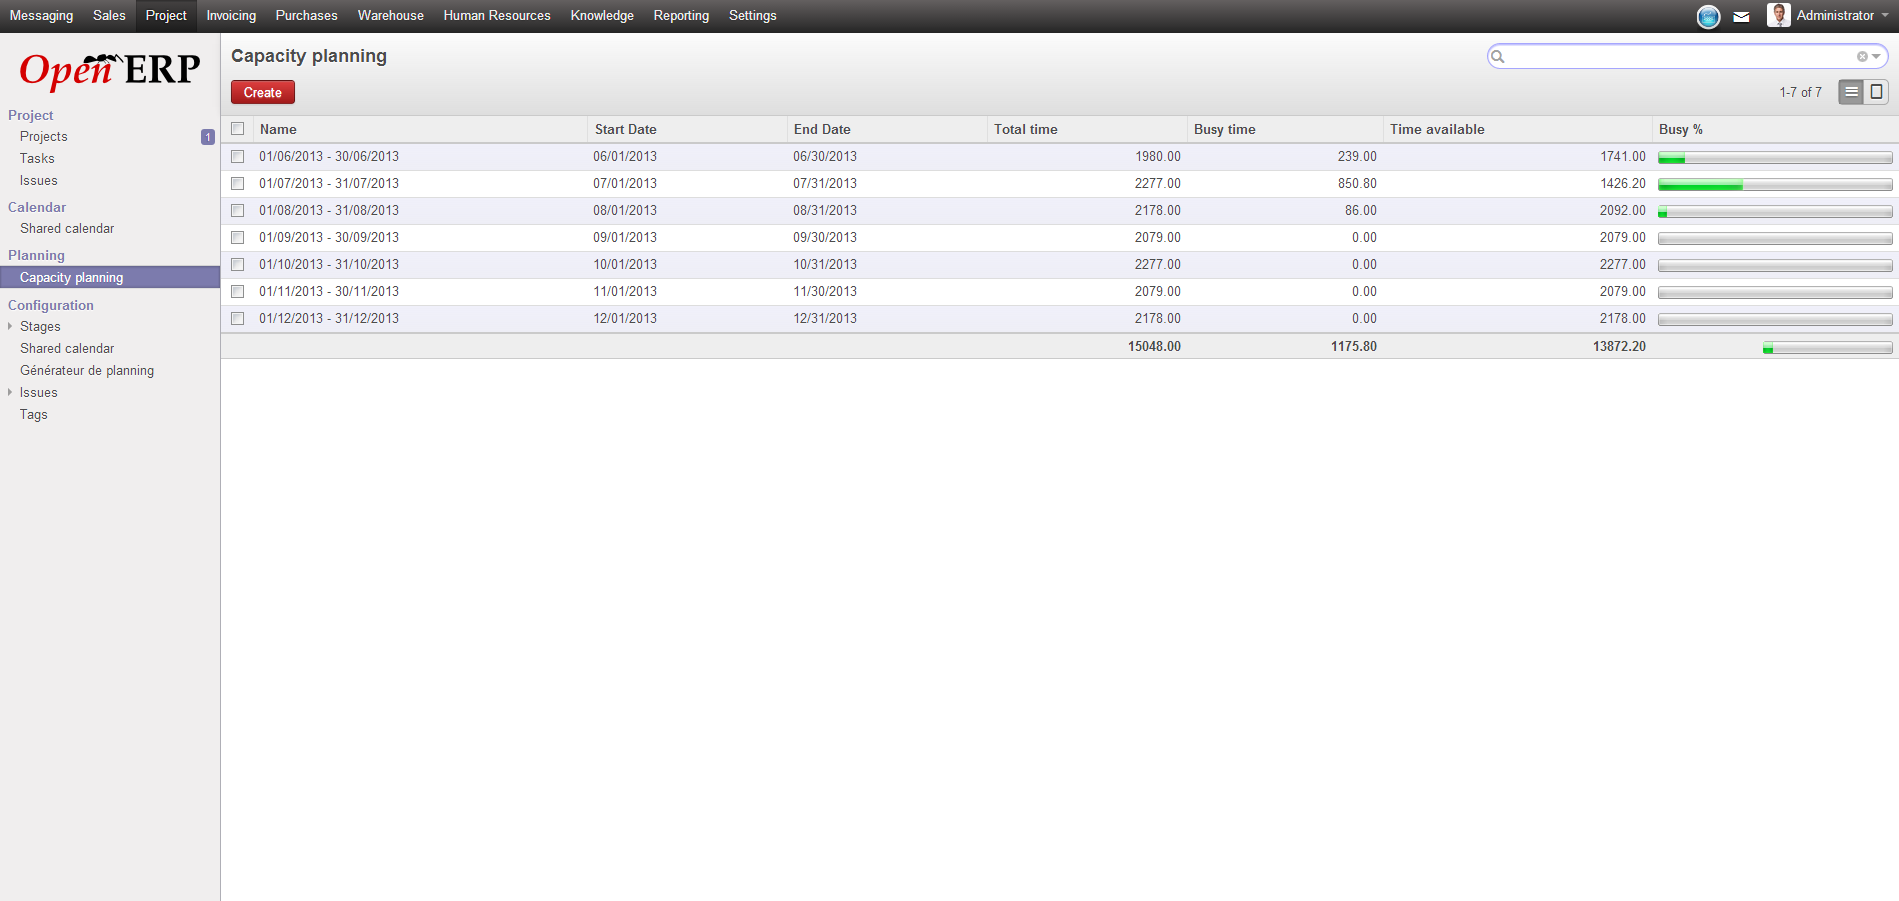 Messaging Sales Project Invoicing Purchases Warehouse Human Resources Knowledge Reporting Settings Administrator
Open ERP
Project
Projects 1
Tasks
Issues
Calendar
Shared calendar
Planning
Capacity planning
Configuration
Stages
Shared calendar
Générateur de planning
Issues
Tags
Capacity planning
Create
1-7 of 7
Name Start Date End Date Total time Busy time Time available Busy %
01/06/2013 - 30/06/2013 06/01/2013 06/30/2013 1980.00 239.00 1741.00
01/07/2013 - 31/07/2013 07/01/2013 07/31/2013 2277.00 850.80 1426.20
01/08/2013 - 31/08/2013 08/01/2013 08/31/2013 2178.00 86.00 2092.00
01/09/2013 - 30/09/2013 09/01/2013 09/30/2013 2079.00 0.00 2079.00
01/10/2013 - 31/10/2013 10/01/2013 10/31/2013 2277.00 0.00 2277.00
01/11/2013 - 30/11/2013 11/01/2013 11/30/2013 2079.00 0.00 2079.00
01/12/2013 - 31/12/2013 12/01/2013 12/31/2013 2178.00 0.00 2178.00
15048.00 1175.80 13872.20